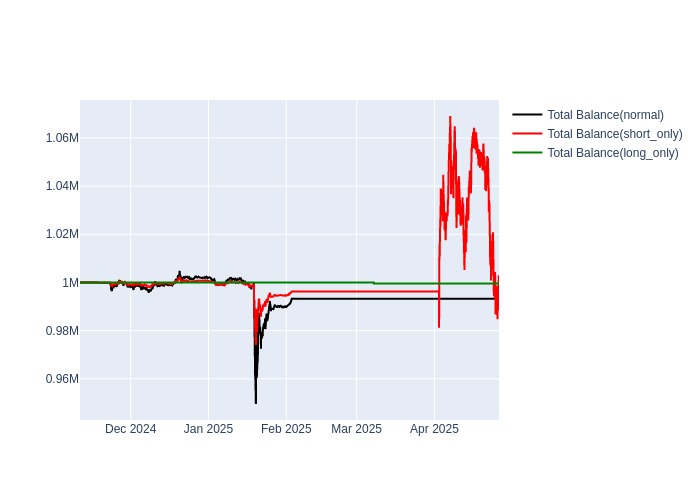 Total Balance(normal)
Total Balance(short_only)
Total Balance(long_only)
1.06M
1.04M
1.02M
1M
0.98M
0.96M
Dec 2024
Jan 2025
Feb 2025
Mar 2025
Apr 2025